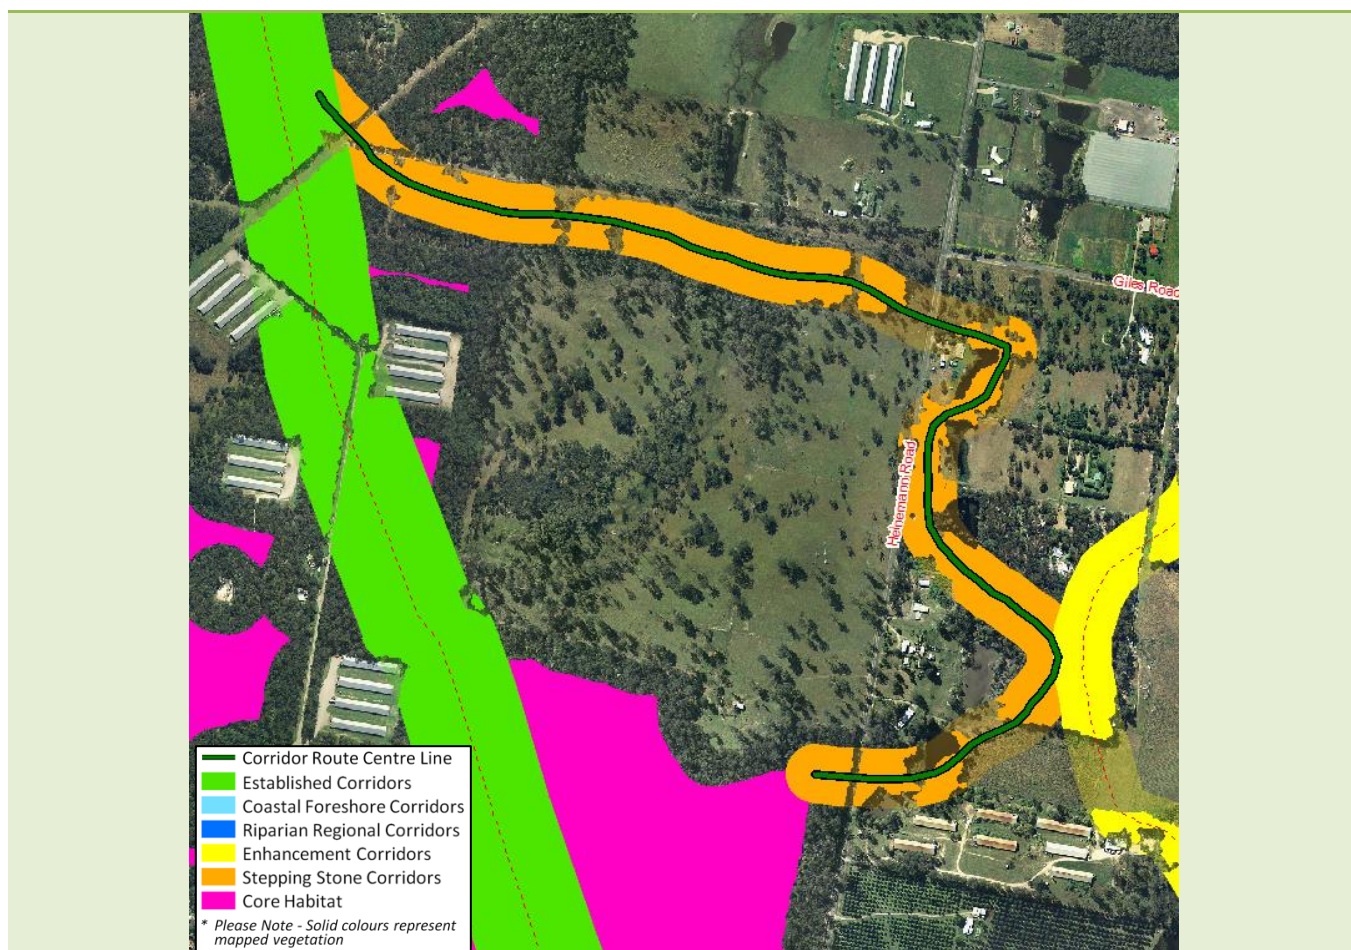 Giles Road
Heinemann Road
Corridor Route Centre Line
Established Corridors
Coastal Foreshore Corridors
Riparian Regional Corridors
Enhancement Corridors
Stepping Stone Corridors
Core Habitat
* Please Note - Solid colours represent
mapped vegetation